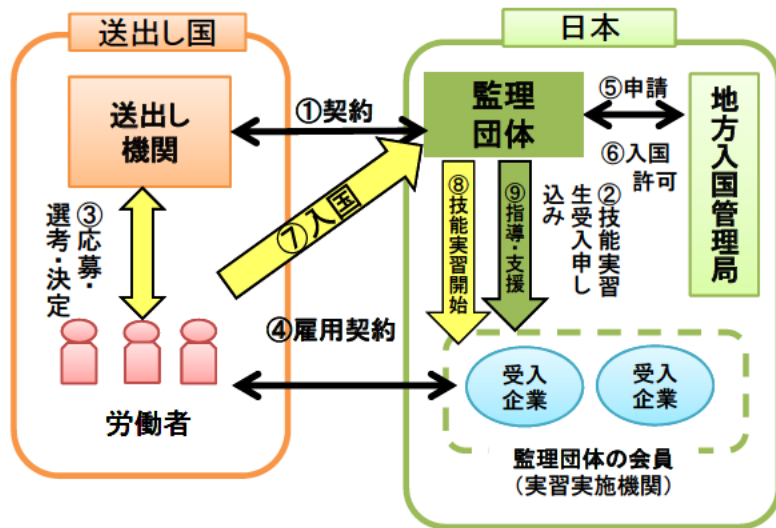 送出し国
日本
送出し
機関
①契約
監理
団体
⑤申請
⑥入国
許可
地方入国管理局
③応募・
選考・決定
⑦入国
⑧技能実習開始
⑨指導・支援
②技能実習
生受入申し
込み
④雇用契約
労働者
受入
企業
受入
企業
監理団体の会員
（実習実施機関）